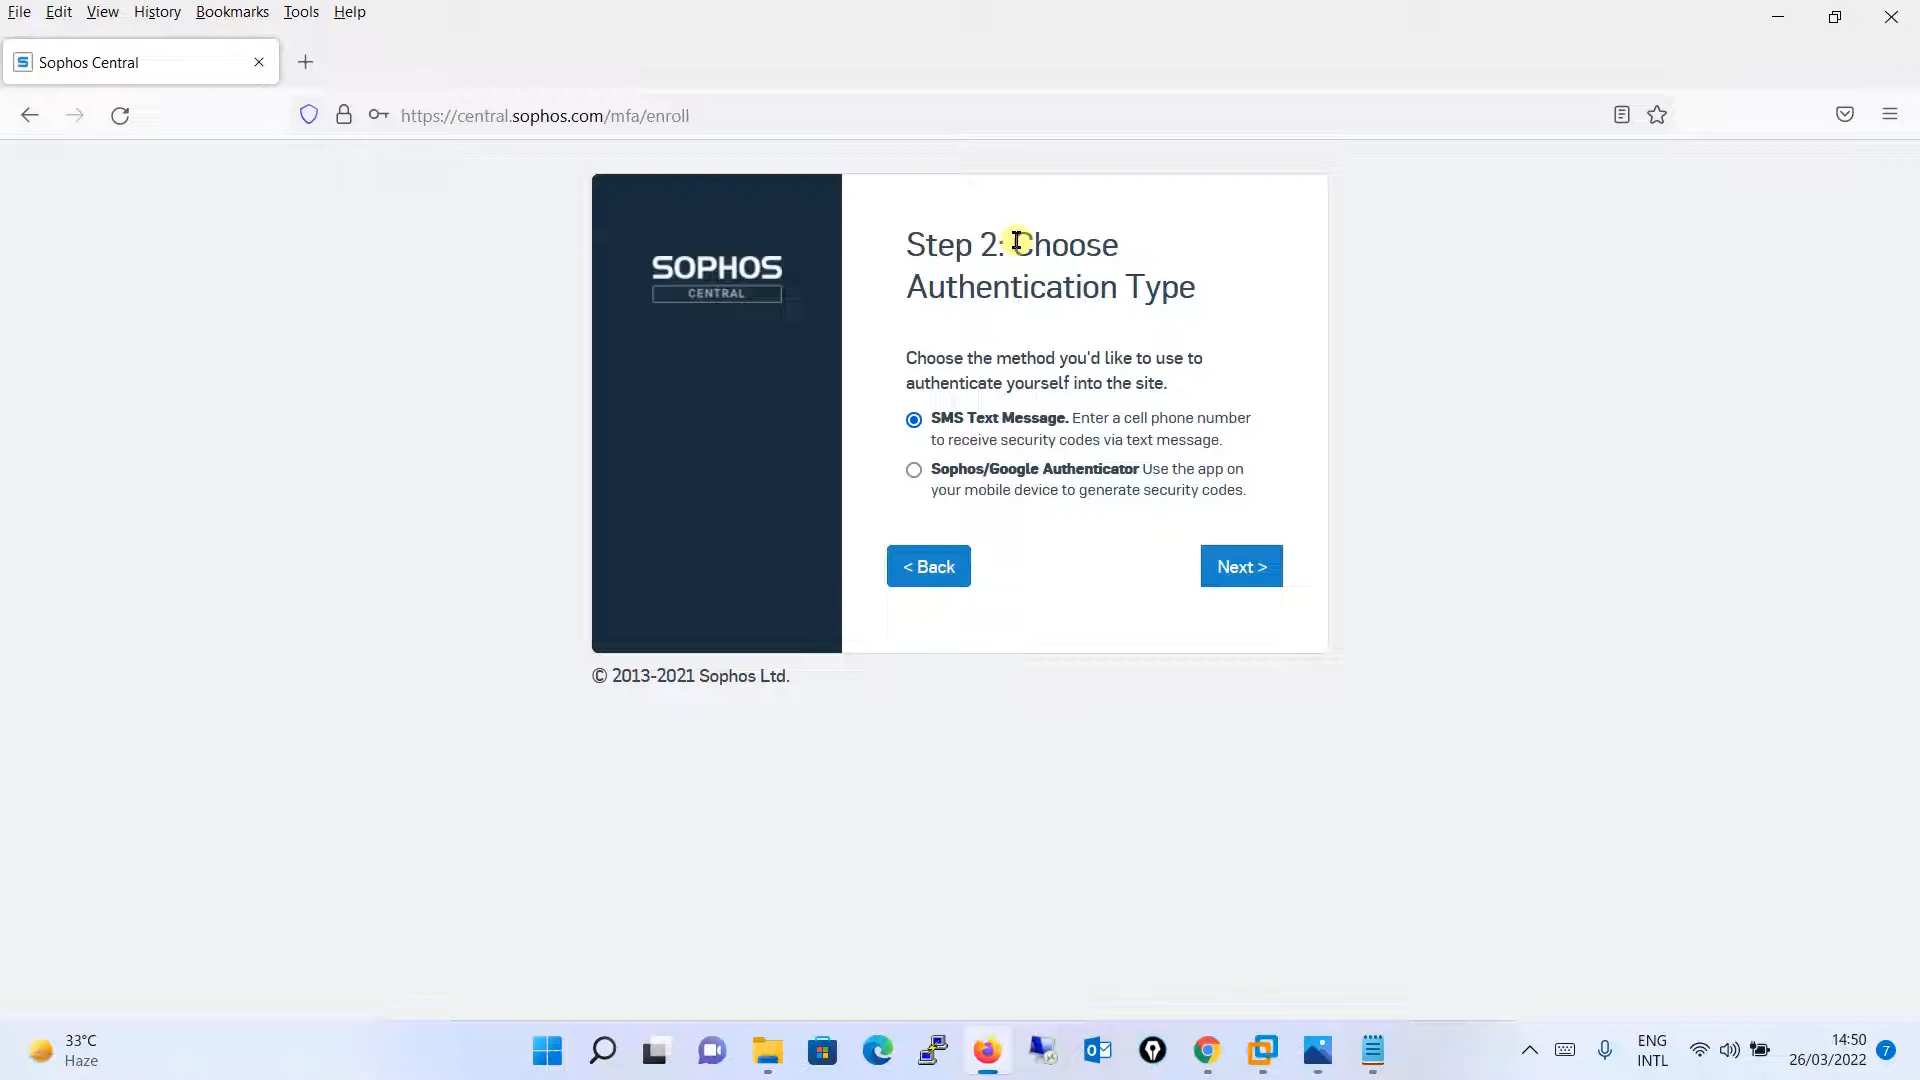 File Edit View History Bookmarks Tools Help
S Sophos Central
https://central.sophos.com/mfa/enroll
SOPHOS
CENTRAL
Step 2: Choose
Authentication Type
Choose the method you'd like to use to
authenticate yourself into the site.
SMS Text Message. Enter a cell phone number
to receive security codes via text message.
Sophos/Google Authenticator Use the app on
your mobile device to generate security codes.
< Back
Next >
© 2013-2021 Sophos Ltd.
33°C
Haze
ENG
INTL
14:50
26/03/2022
7